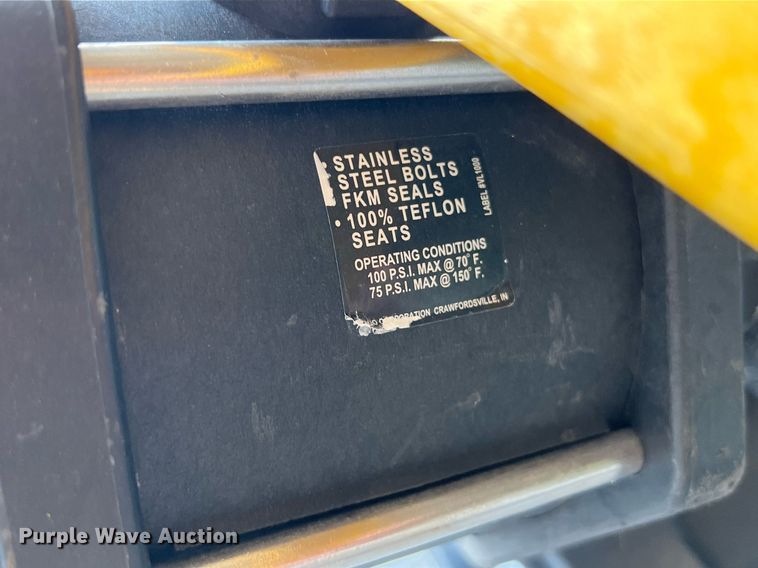 • STAINLESS
STEEL BOLTS
FKM SEALS
• 100% TEFLON
SEATS
LABEL #VL1000
OPERATING CONDITIONS
100 P.S.I. MAX @ 70° F.
75 P.S.I. MAX @ 150° F.
CRAWFORDSVILLE, IN
Purple Wave Auction®